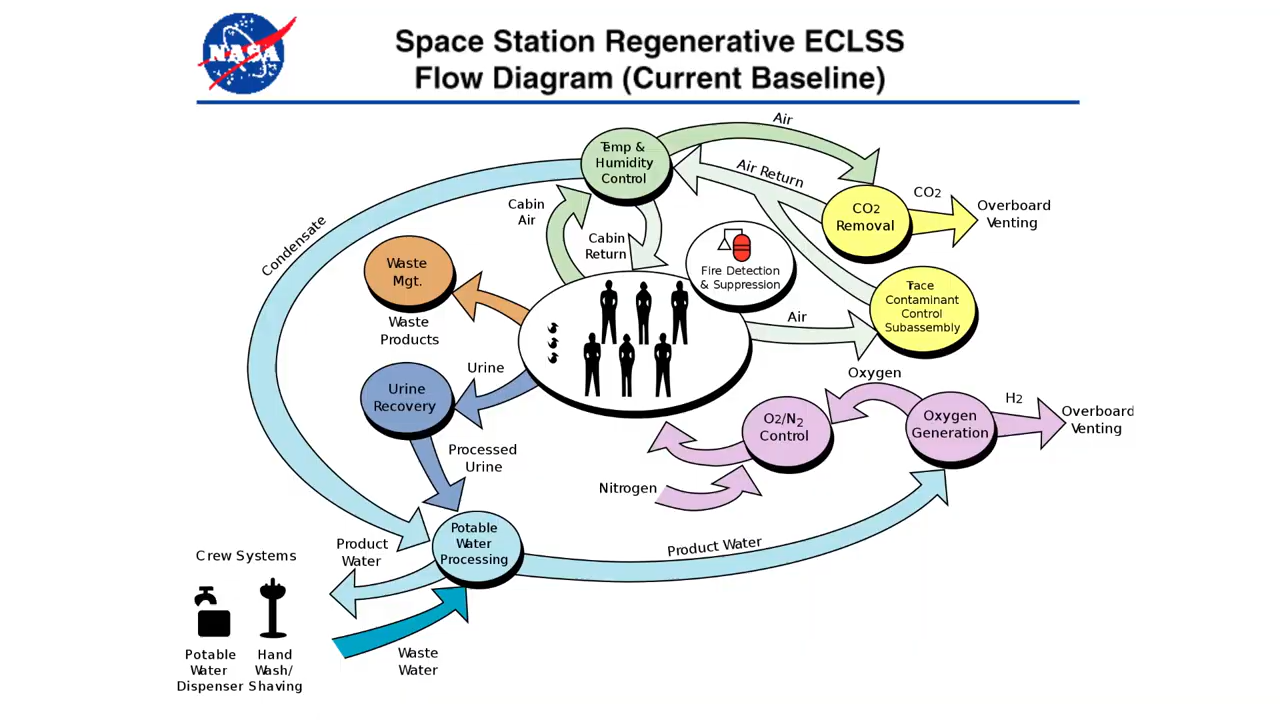 NASA
Space Station Regenerative ECLSS
Flow Diagram (Current Baseline)
Air
Temp &
Humidity
Control
Air Return
CO2
Removal
CO2
Overboard
Venting
Cabin
Air
Cabin
Return
Condensate
Waste
Mgt.
Waste
Products
Fire Detection
& Suppression
Trace
Contaminant
Control
Subassembly
Air
Urine
Urine
Recovery
Oxygen
O2/N2
Control
Oxygen
Generation
H2
Overboard
Venting
Processed
Urine
Nitrogen
Potable
Water
Processing
Product Water
Product
Water
Crew Systems
Potable
Water
Dispenser
Hand
Wash/
Shaving
Waste
Water